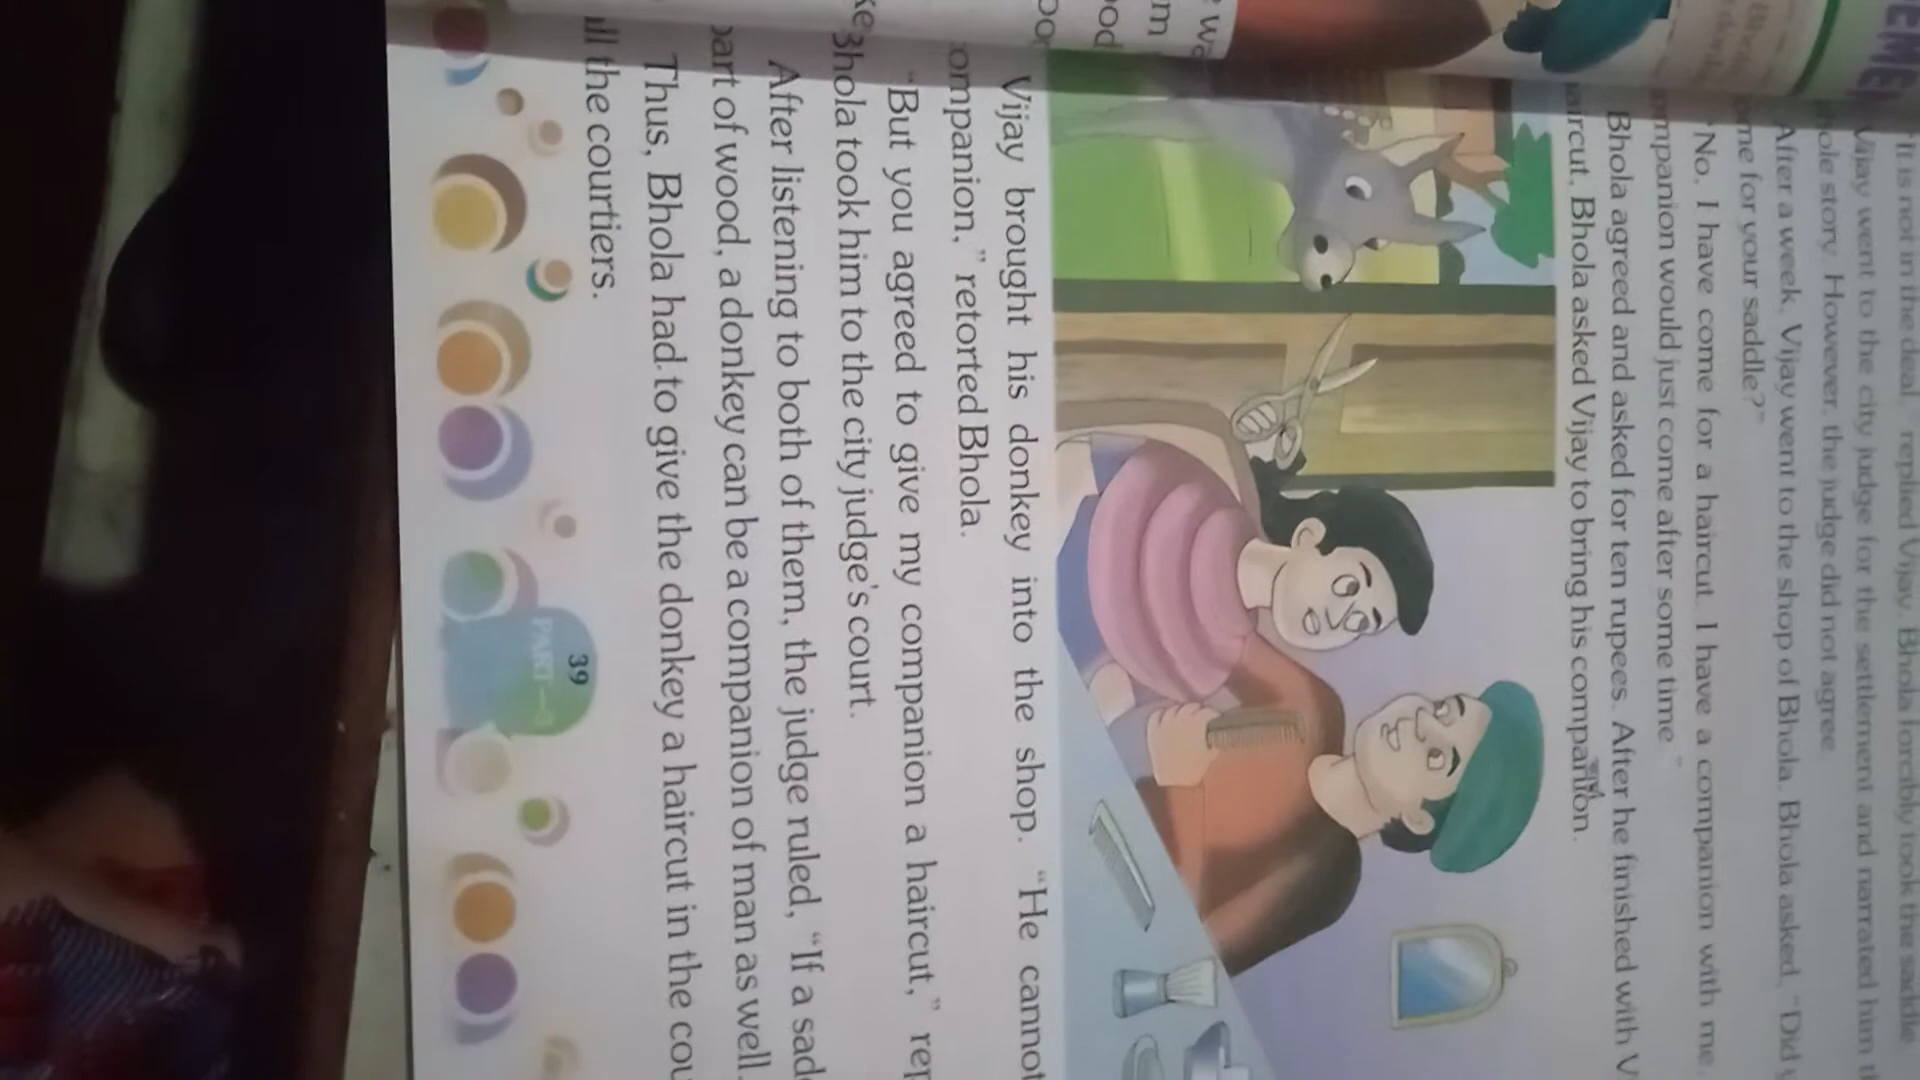 It is not in the deal," replied Vijay. Bhola forcibly took the saddle
Vijay went to the city judge for the settlement and narrated him
ole story. However, the judge did not agree.
After a week, Vijay went to the shop of Bhola. Bhola asked, "Did
me for your saddle?"
"No, I have come for a haircut. I have a companion with me.
mpanion would just come after some time."
Bhola agreed and asked for ten rupees. After he finished with V
aircut, Bhola asked Vijay to bring his companion.
Vijay brought his donkey into the shop. "He cannot
ompanion," retorted Bhola.
"But you agreed to give my companion a haircut," rep
Bhola took him to the city judge's court.
After listening to both of them, the judge ruled, "If a sad
part of wood, a donkey can be a companion of man as well.
Thus, Bhola had to give the donkey a haircut in the cou
all the courtiers.
39
PART—3